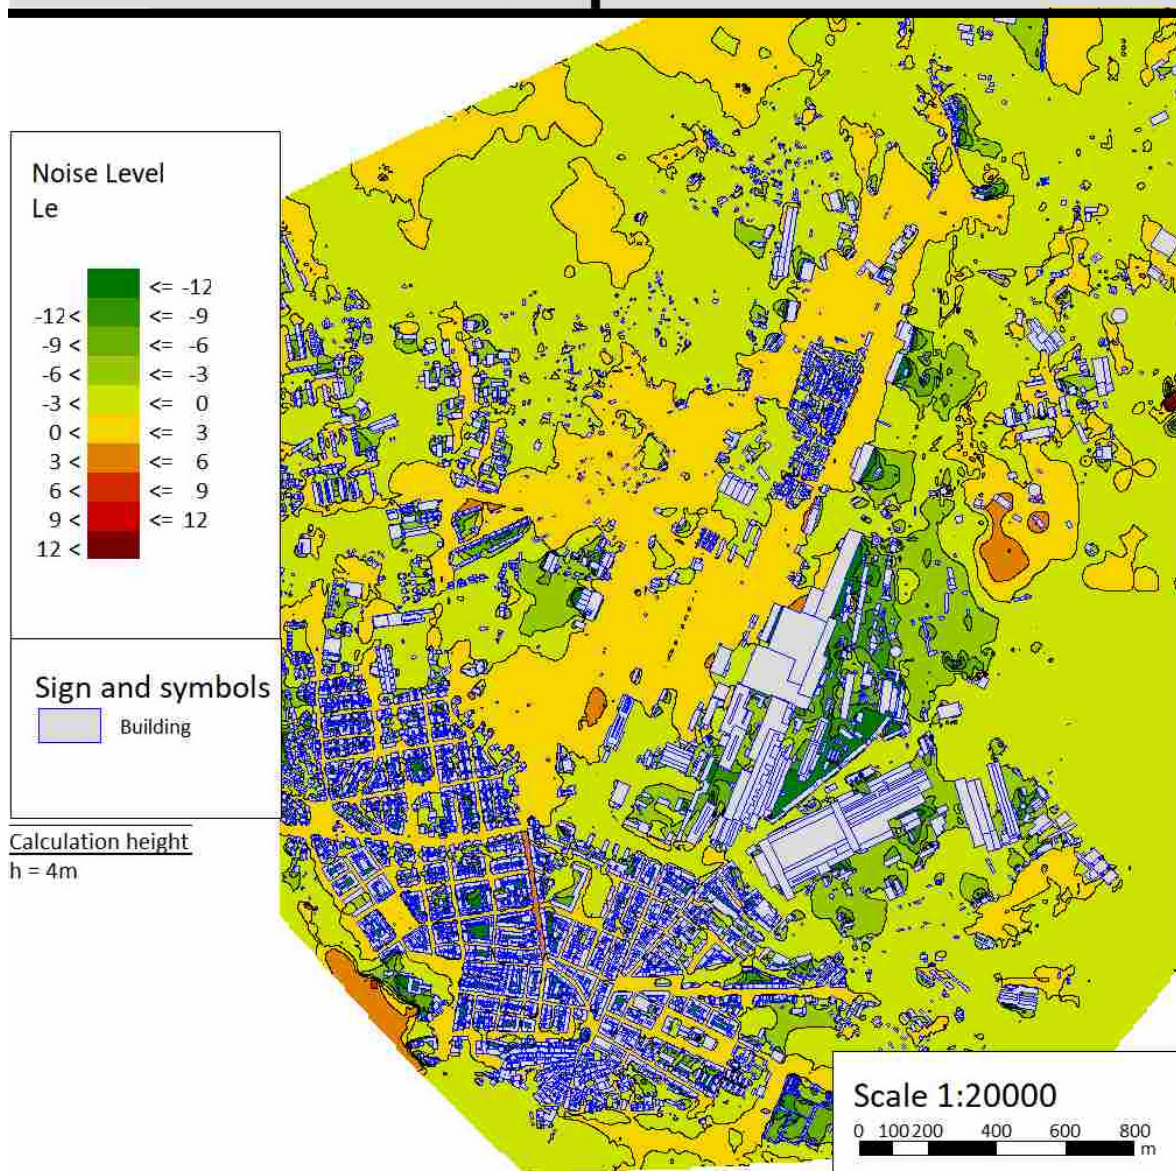 Noise Level
Le
<= -12
-12 < <= -9
-9 < <= -6
-6 < <= -3
-3 < <= 0
0 < <= 3
3 < <= 6
6 < <= 9
9 < <= 12
12 <
Sign and symbols
Building
Calculation height
h = 4m
Scale 1:20000
0 100 200 400 600 800
m